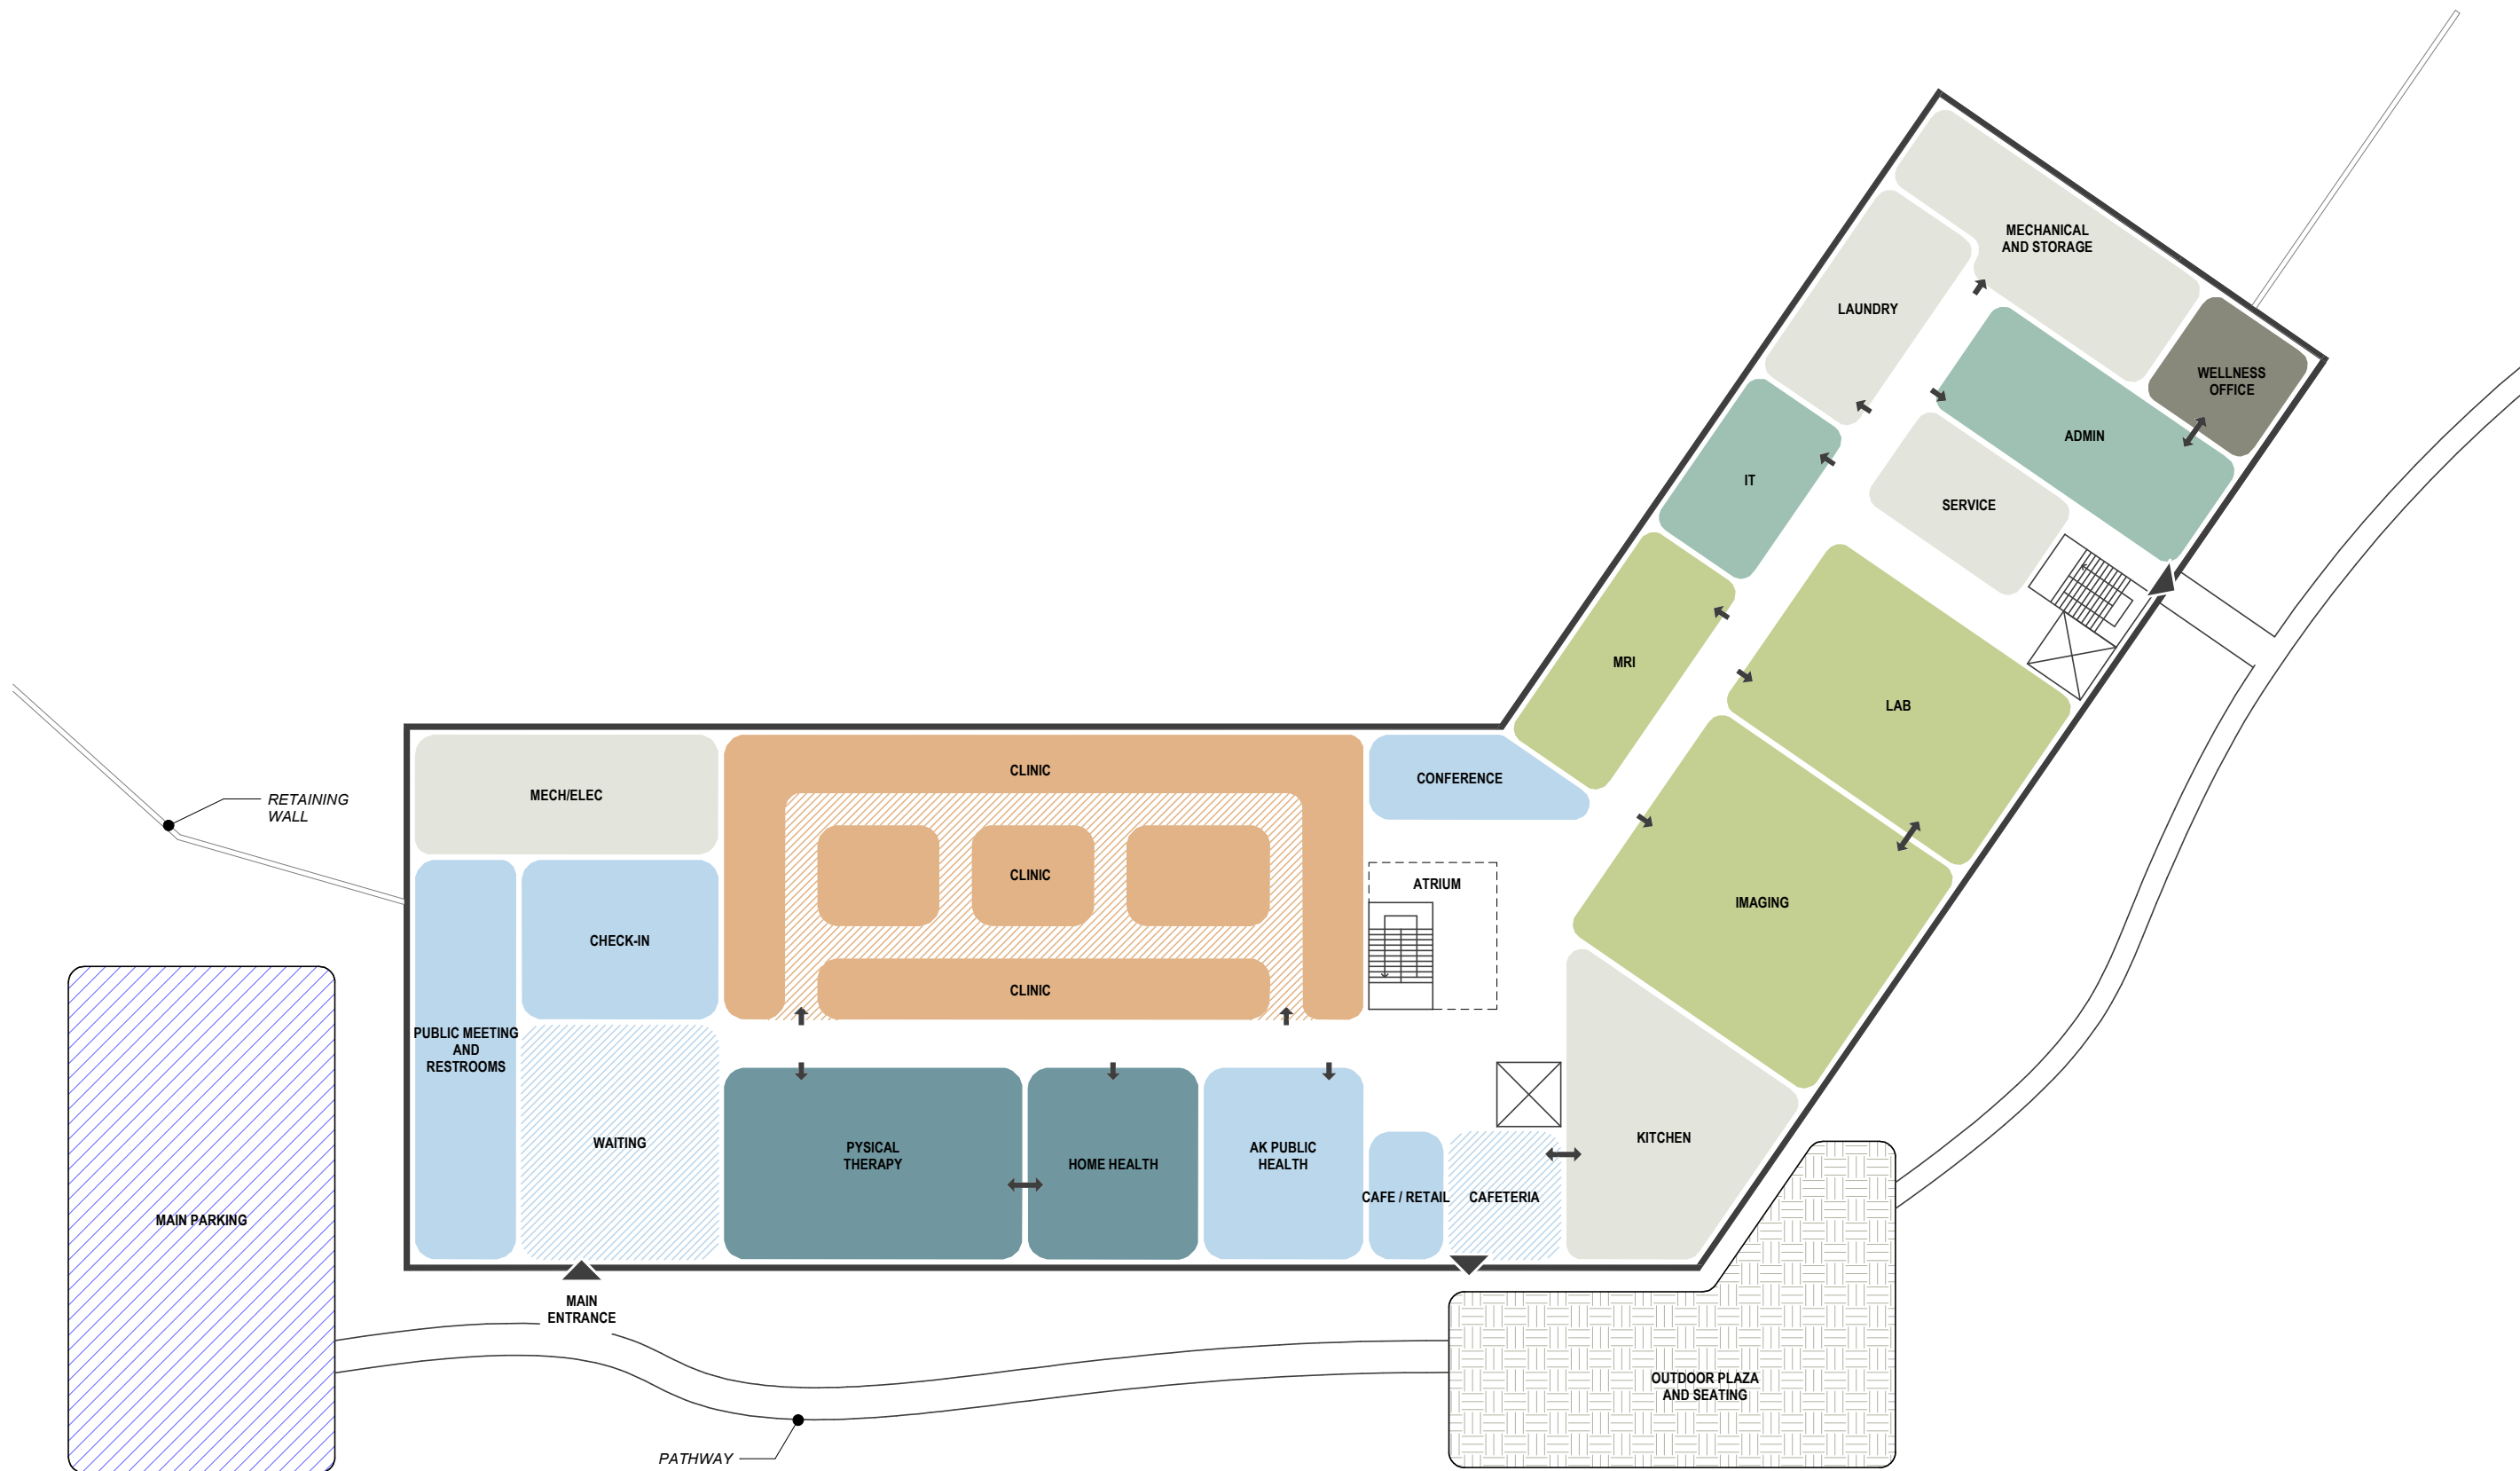 MECHANICAL
AND STORAGE
LAUNDRY
WELLNESS
OFFICE
ADMIN
IT
SERVICE
MRI
LAB
CLINIC
CONFERENCE
MECH/ELEC
RETAINING
WALL
CLINIC
ATRIUM
IMAGING
CHECK-IN
CLINIC
PUBLIC MEETING
AND
RESTROOMS
WAITING
PYSICAL
THERAPY
HOME HEALTH
AK PUBLIC
HEALTH
KITCHEN
CAFE / RETAIL
CAFETERIA
MAIN PARKING
MAIN
ENTRANCE
OUTDOOR PLAZA
AND SEATING
PATHWAY